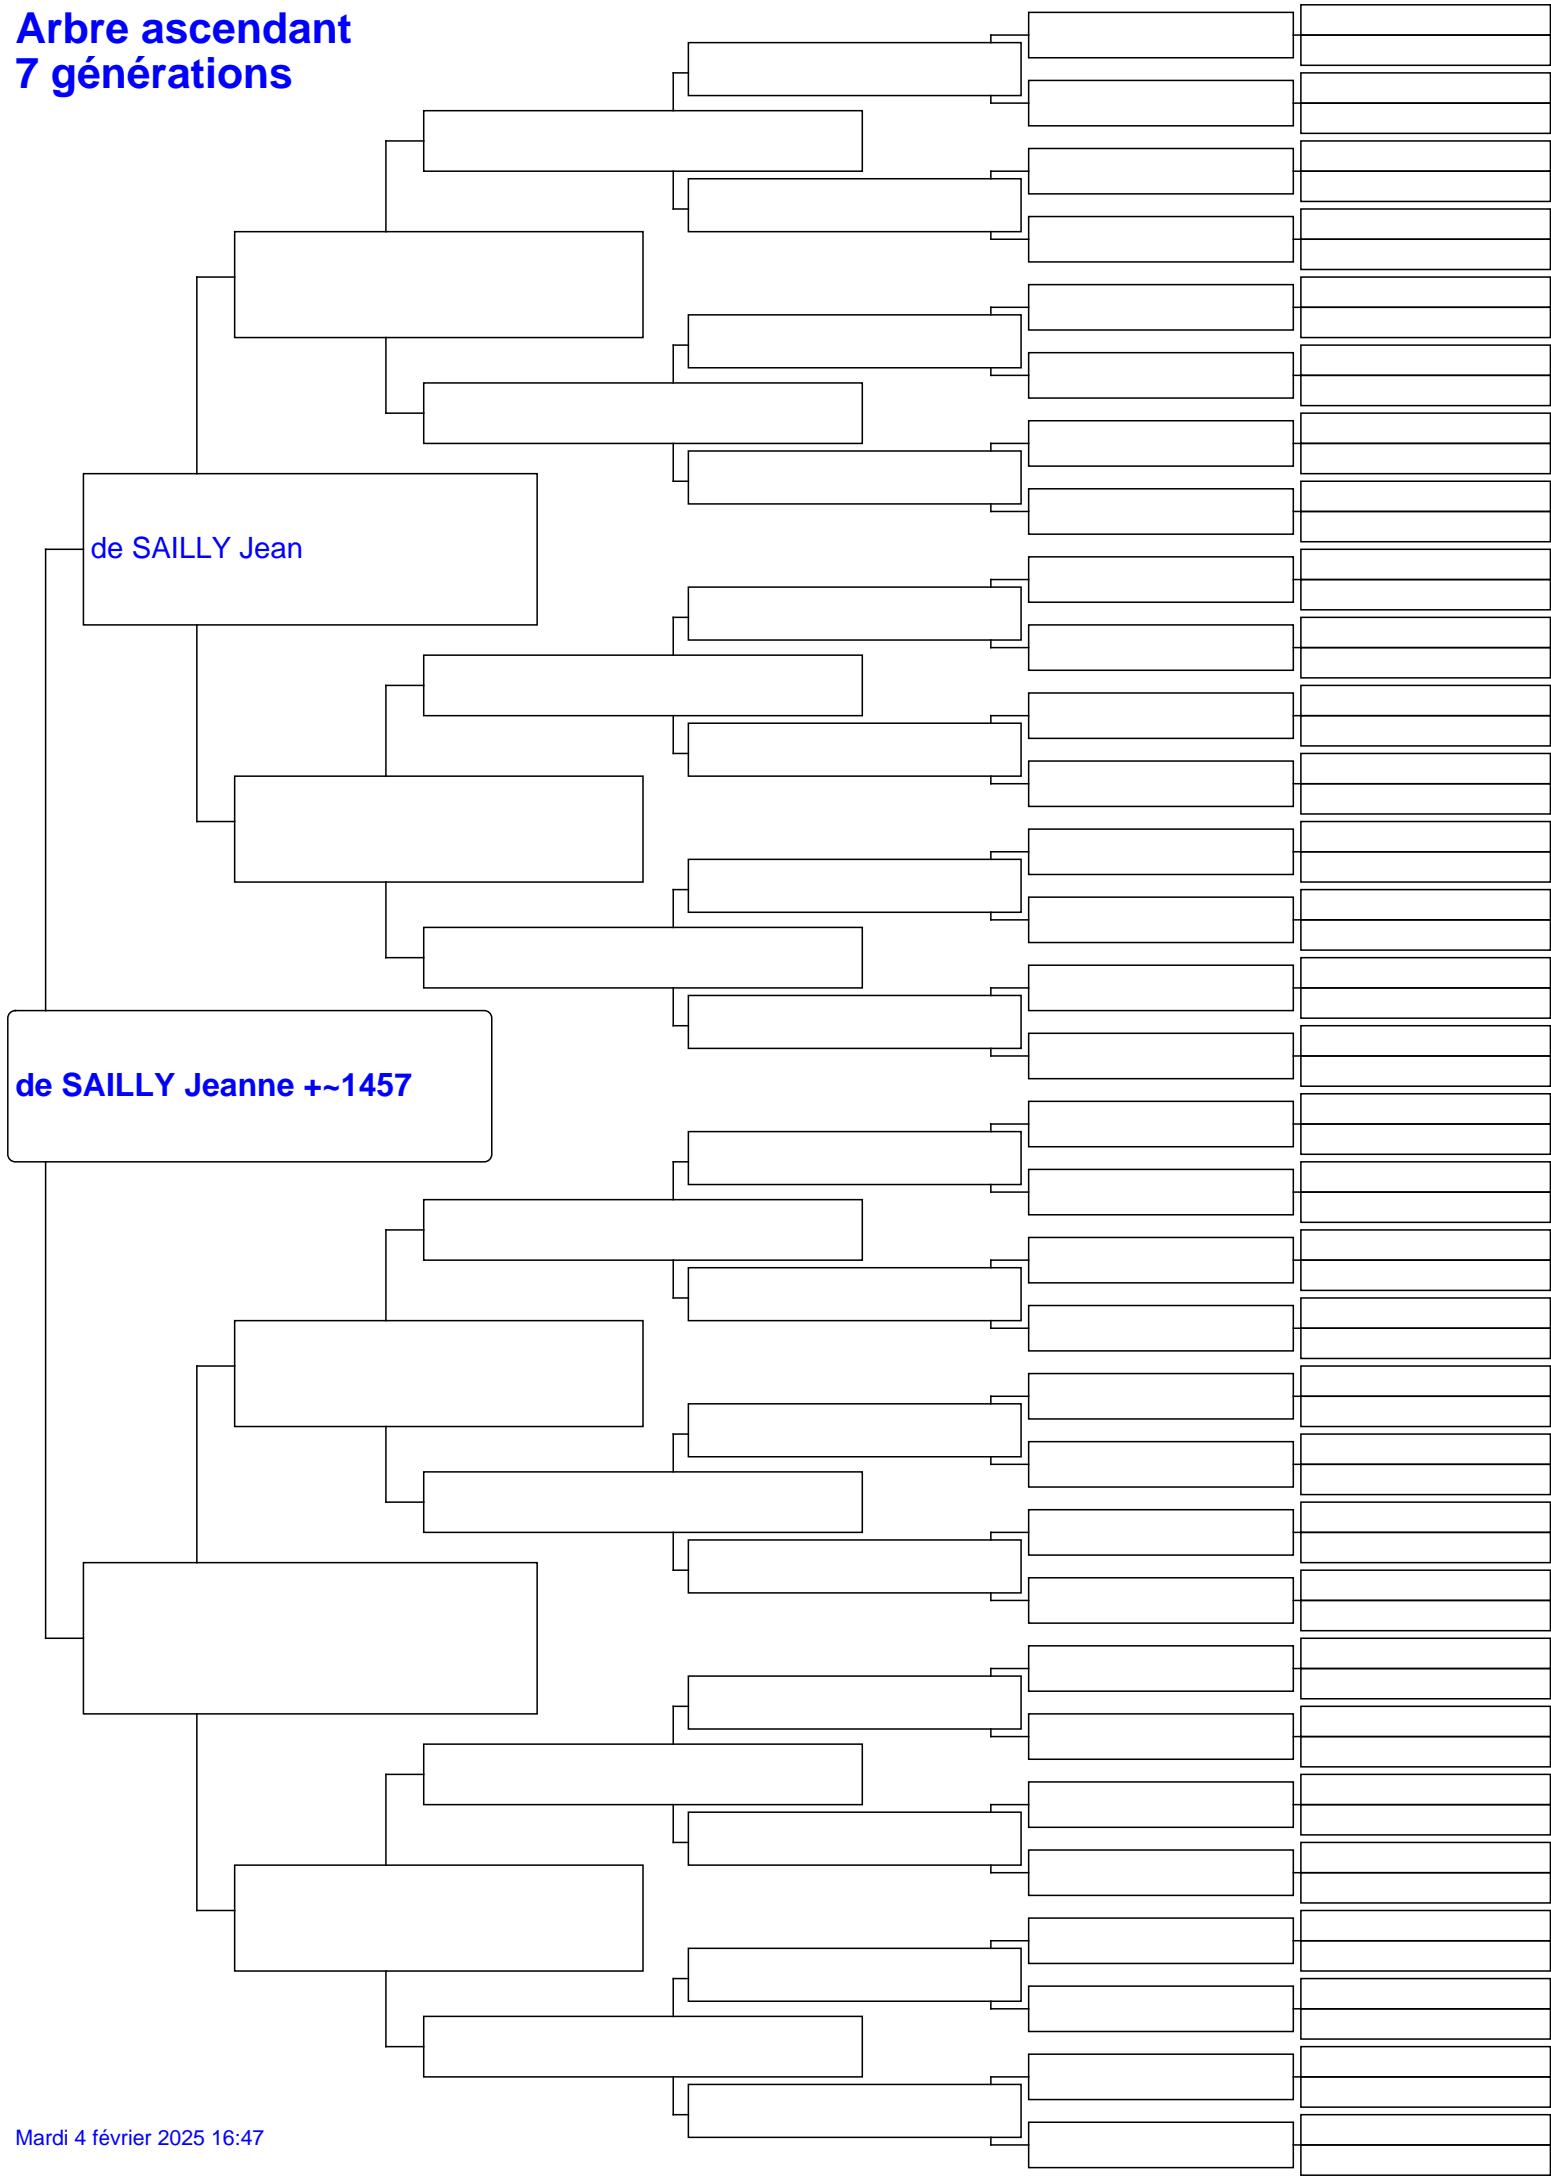 Arbre ascendant
7 générations
de SAILLY Jean
de SAILLY Jeanne +~1457
Mardi 4 février 2025 16:47